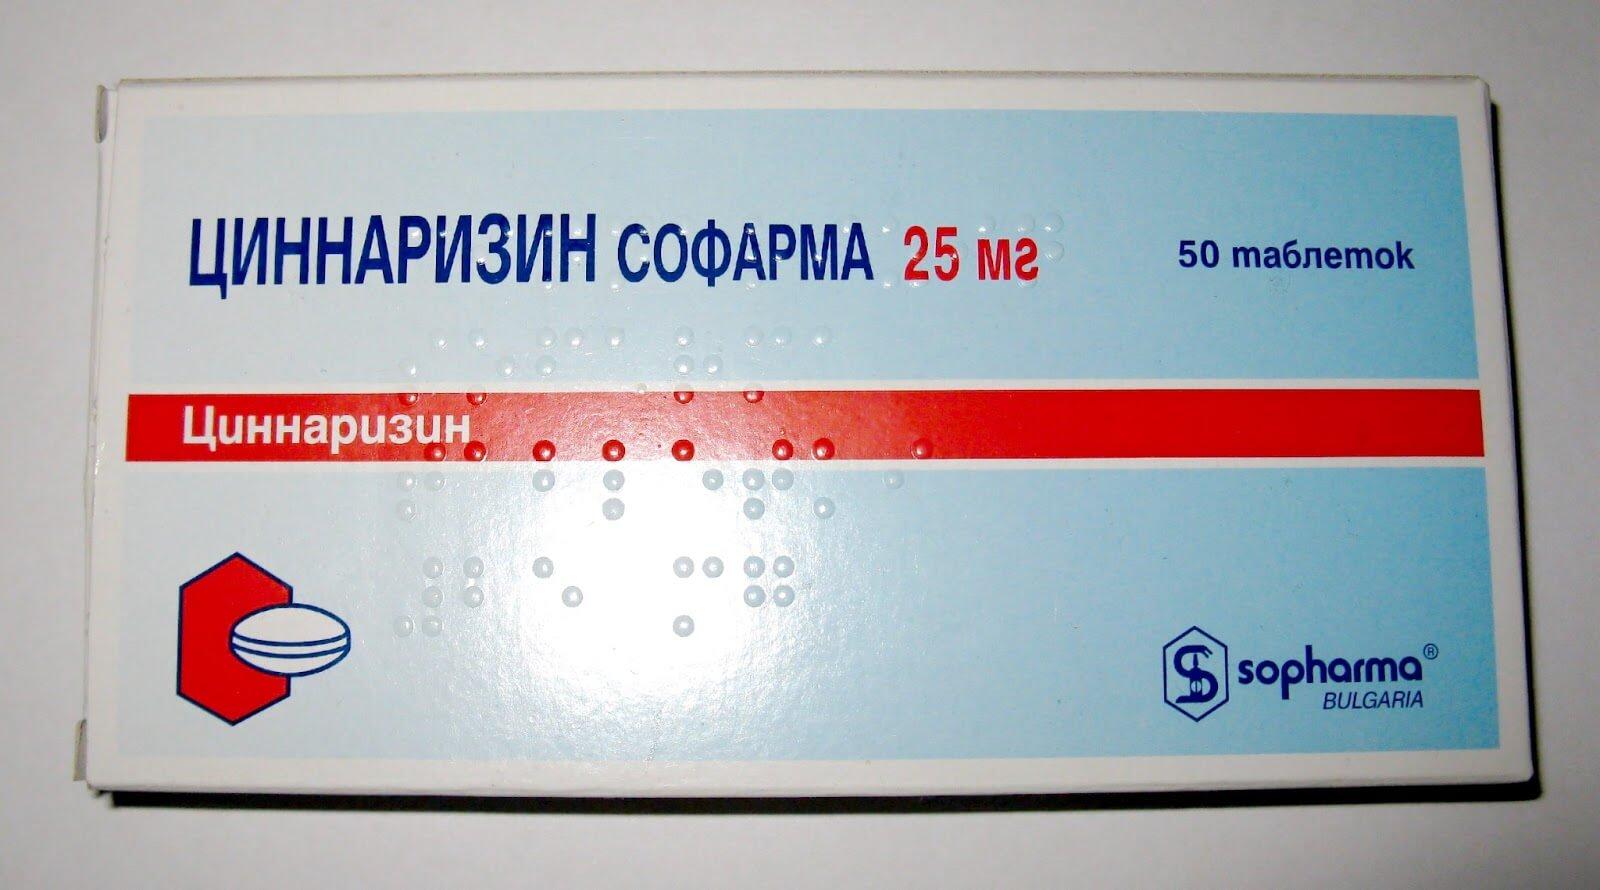 ЦИННАРИЗИН СОФАРМА 25 мг 50 таблеток
Циннаризин
sopharma®
BULGARIA